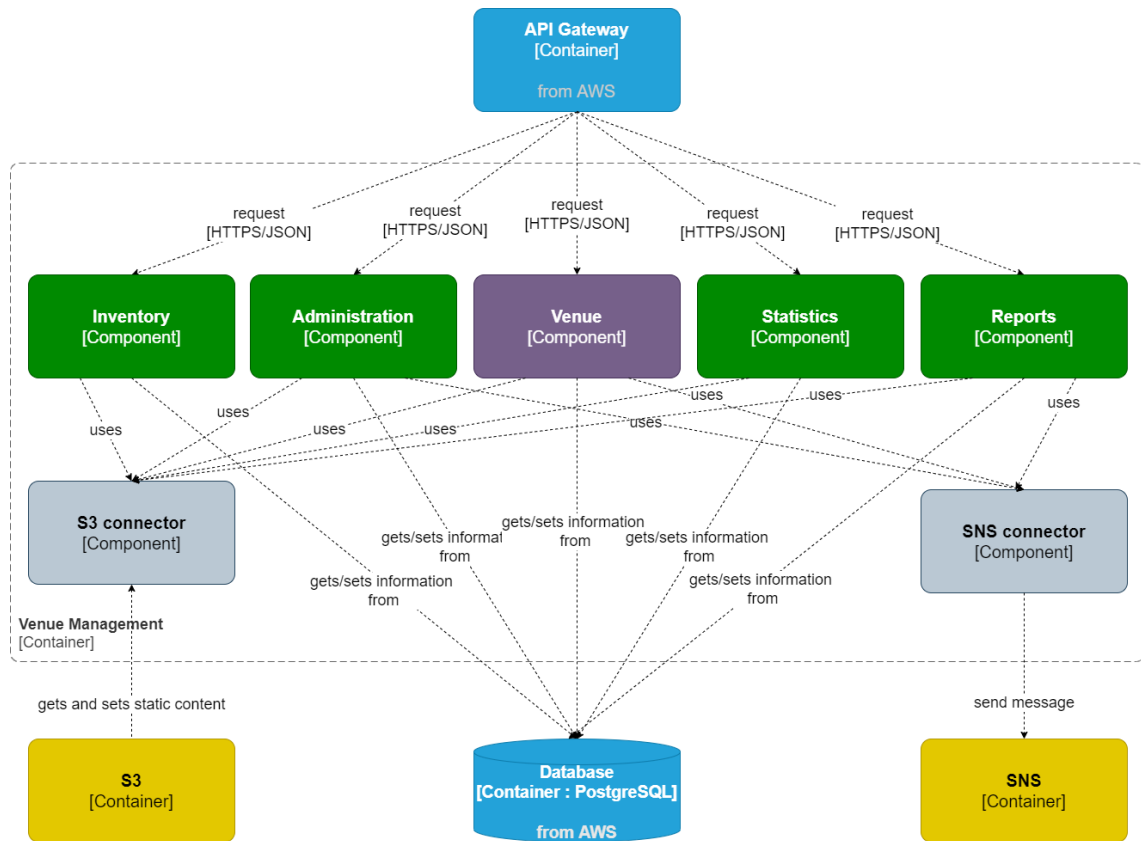 API Gateway
[Container]
from AWS
request
[HTTPS/JSON]
request
[HTTPS/JSON]
request
[HTTPS/JSON]
request
[HTTPS/JSON]
request
[HTTPS/JSON]
Inventory
[Component]
Administration
[Component]
Venue
[Component]
Statistics
[Component]
Reports
[Component]
uses
uses
uses
uses
uses
uses
uses
S3 connector
[Component]
SNS connector
[Component]
gets/sets informat
from
gets/sets information
from
gets/sets information
from
gets/sets information
from
gets/sets information
from
Venue Management
[Container]
gets and sets static content
send message
S3
[Container]
Database
[Container : PostgreSQL]
from AWS
SNS
[Container]